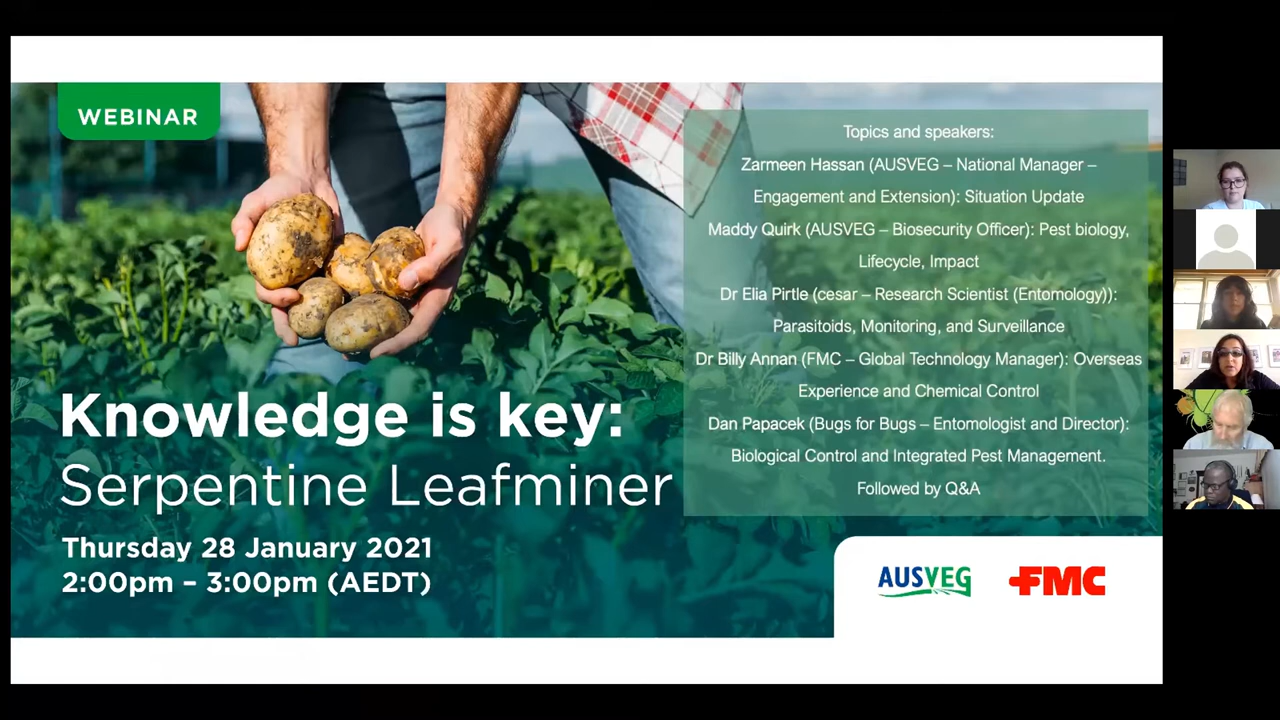 WEBINAR
Knowledge is key:
Serpentine Leafminer
Thursday 28 January 2021
2:00pm – 3:00pm (AEDT)
Topics and speakers:
Zarmeen Hassan (AUSVEG – National Manager –
Engagement and Extension): Situation Update
Maddy Quirk (AUSVEG – Biosecurity Officer): Pest biology,
Lifecycle, Impact
Dr Elia Pirtle (cesar – Research Scientist (Entomology)):
Parasitoids, Monitoring, and Surveillance
Dr Billy Annan (FMC – Global Technology Manager): Overseas
Experience and Chemical Control
Dan Papacek (Bugs for Bugs – Entomologist and Director):
Biological Control and Integrated Pest Management.
Followed by Q&A
AUSVEG
FMC